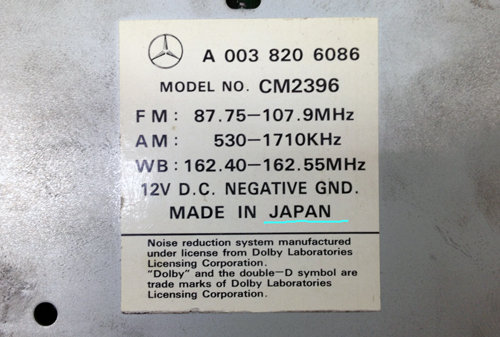 A 003 820 6086
MODEL NO. CM2396
FM: 87.75-107.9MHz
AM: 530-1710KHz
WB: 162.40-162.55MHz
12V D.C. NEGATIVE GND.
MADE IN JAPAN
Noise reduction system manufactured
under license from Dolby Laboratories
Licensing Corporation.
"Dolby" and the double-D symbol are
trade marks of Dolby Laboratories
Licensing Corporation.